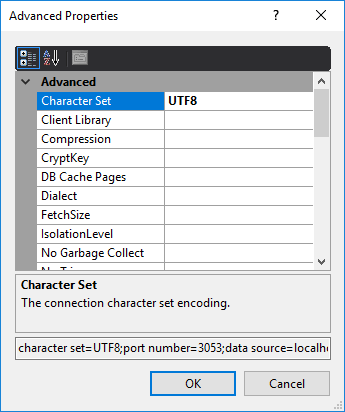 Advanced Properties
Advanced
Character Set UTF8
Client Library
Compression
CryptKey
DB Cache Pages
Dialect
FetchSize
IsolationLevel
No Garbage Collect
Character Set
The connection character set encoding.
character set=UTF8;port number=3053;data source=localh
OK Cancel